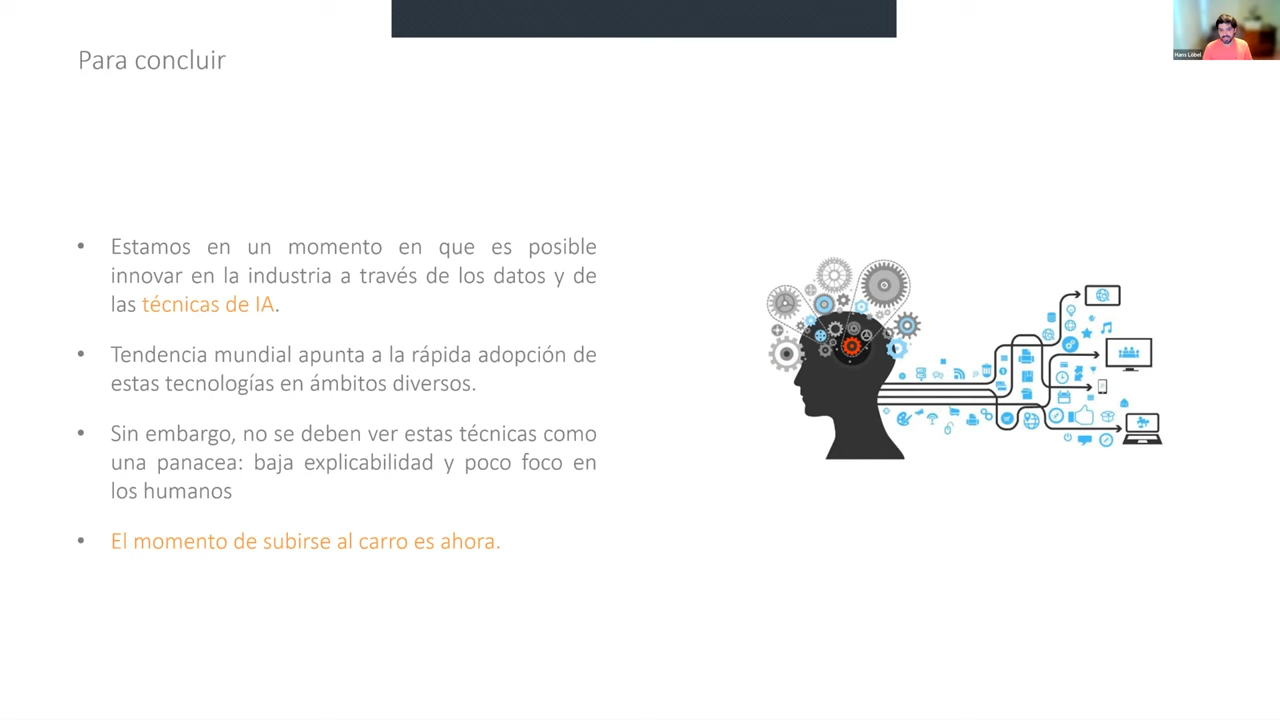 Para concluir
Hans Löbel
• Estamos en un momento en que es posible
innovar en la industria a través de los datos y de
las técnicas de IA.
• Tendencia mundial apunta a la rápida adopción de
estas tecnologías en ámbitos diversos.
• Sin embargo, no se deben ver estas técnicas como
una panacea: baja explicabilidad y poco foco en
los humanos
• El momento de subirse al carro es ahora.